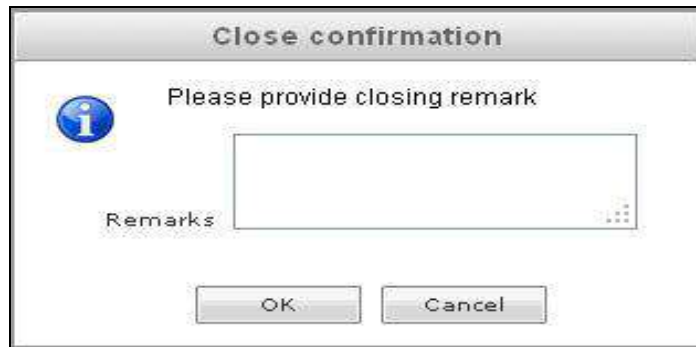 Close confirmation
Please provide closing remark
Remarks
OK
Cancel